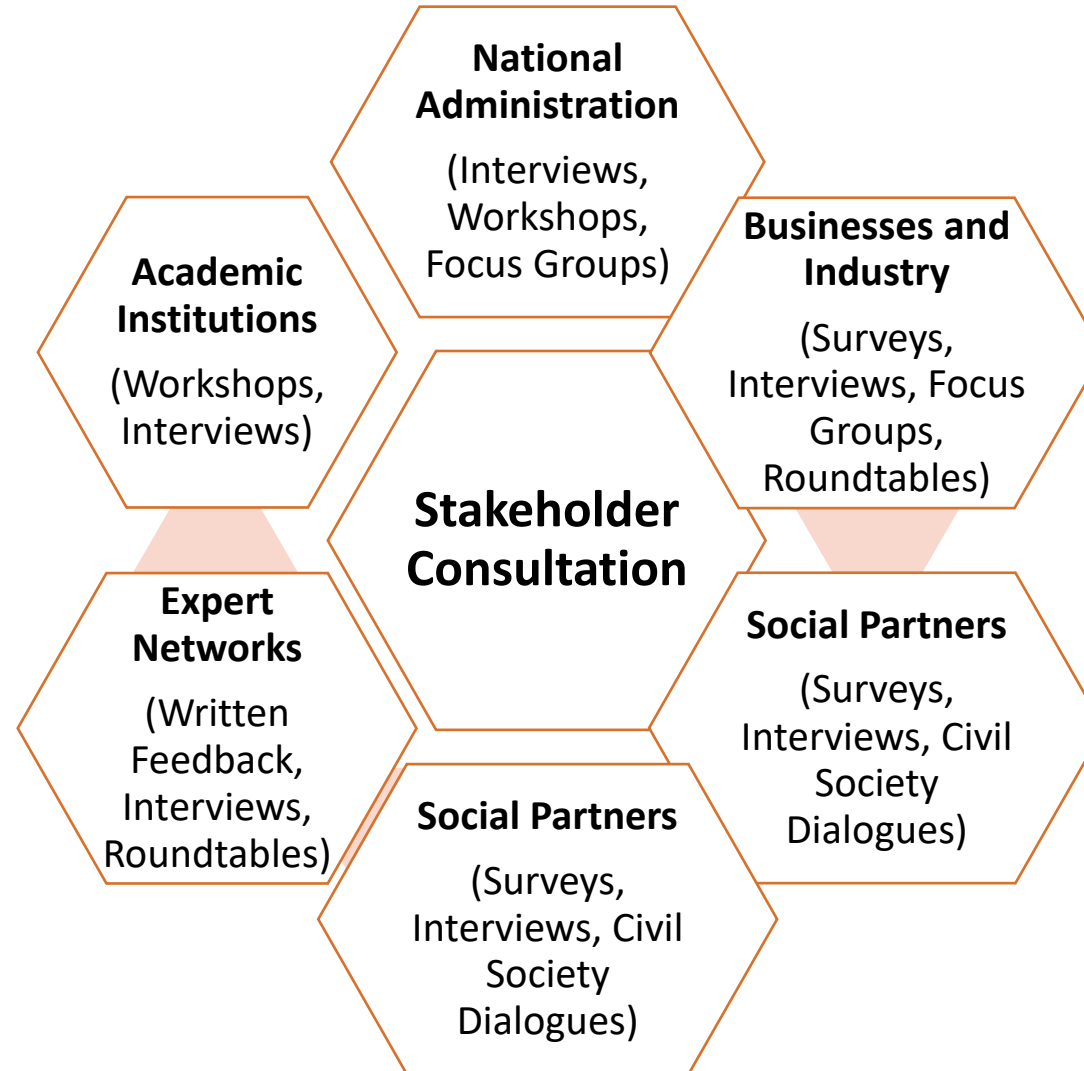 National
Administration
(Interviews,
Workshops,
Focus Groups)
Businesses and
Industry
(Surveys,
Interviews, Focus
Groups,
Roundtables)
Academic
Institutions
(Workshops,
Interviews)
Stakeholder
Consultation
Social Partners
(Surveys,
Interviews, Civil
Society
Dialogues)
Expert
Networks
(Written
Feedback,
Interviews,
Roundtables)
Social Partners
(Surveys,
Interviews, Civil
Society
Dialogues)